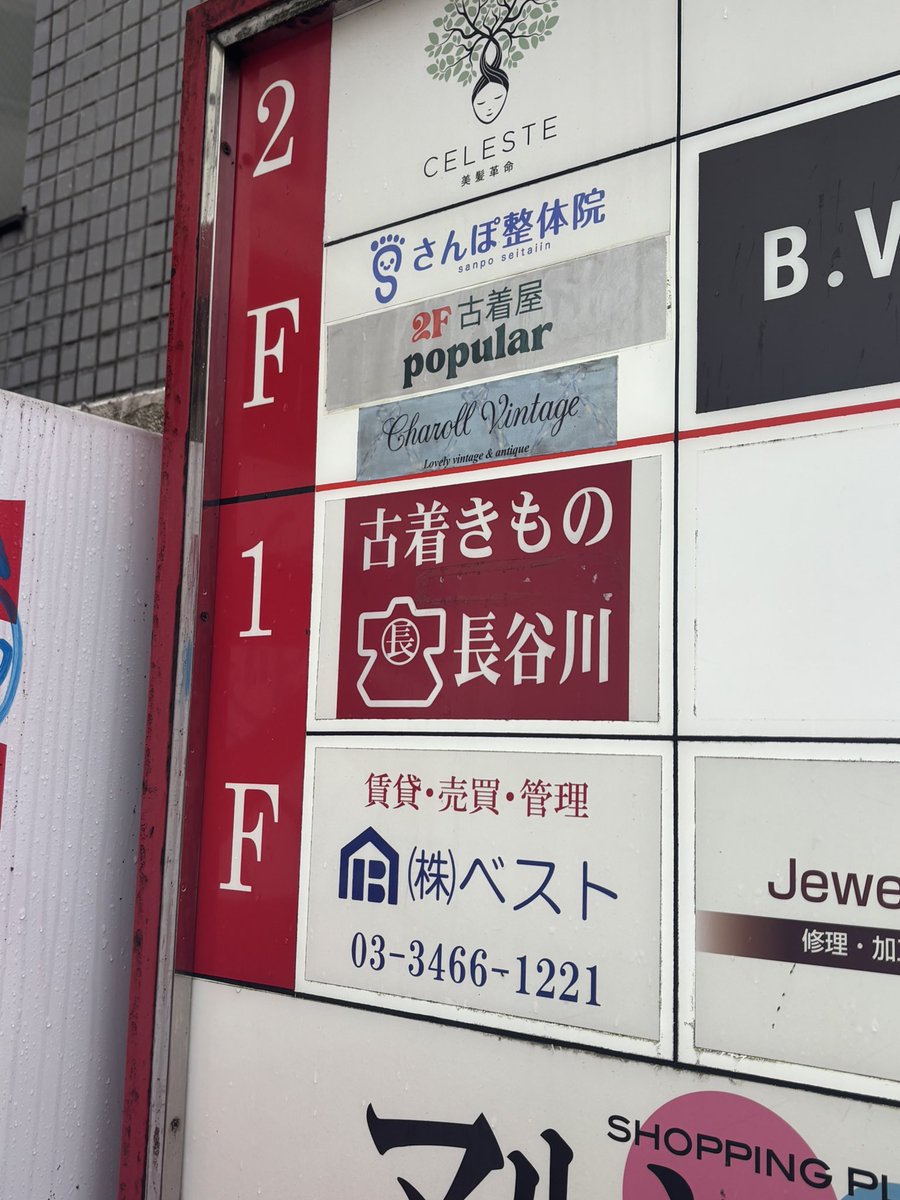 2F
CELESTE
美髪革命
さんぽ整体院
sanpo seitaiin
2F 古着屋
popular
Charoll Vintage
Lovely vintage & antique
B.
1F
古着きもの
長
長谷川
賃貸・売買・管理
B
(株)ベスト
03-3466-1221
Jewe
修理・加
SHOPPING